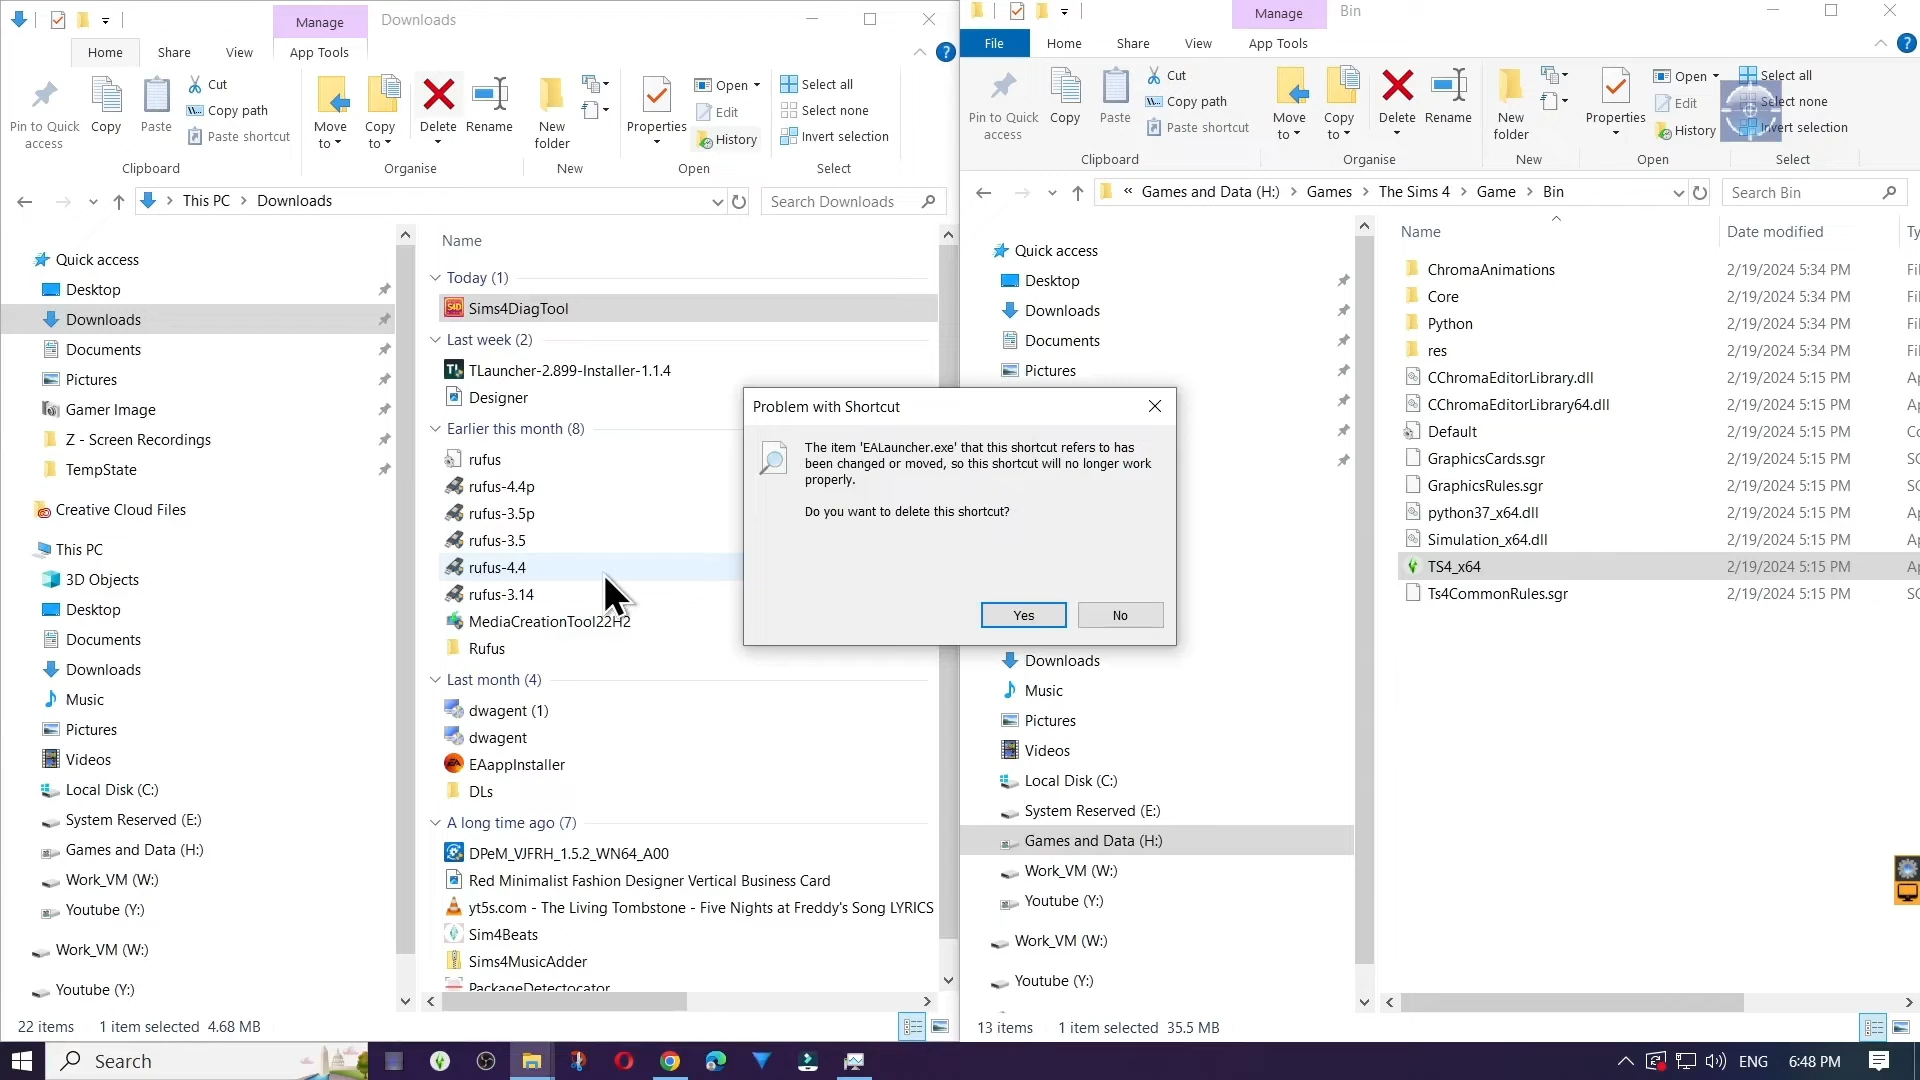 Manage
Downloads
Home
Share
View
App Tools
Pin to Quick access
Copy
Paste
Cut
Copy path
Paste shortcut
Move to
Copy to
Delete
Rename
New folder
Properties
Open
Edit
History
Select all
Select none
Invert selection
Clipboard
Organise
New
Open
Select
This PC
Downloads
Search Downloads
Quick access
Desktop
Downloads
Documents
Pictures
Gamer Image
Z - Screen Recordings
TempState
Creative Cloud Files
This PC
3D Objects
Desktop
Documents
Downloads
Music
Pictures
Videos
Local Disk (C:)
System Reserved (E:)
Games and Data (H:)
Work_VM (W:)
Youtube (Y:)
Work_VM (W:)
Youtube (Y:)
Name
Today (1)
Sims4DiagTool
Last week (2)
TLauncher-2.899-Installer-1.1.4
Designer
Earlier this month (8)
rufus
rufus-4.4p
rufus-3.5p
rufus-3.5
rufus-4.4
rufus-3.14
MediaCreationTool22H2
Rufus
Last month (4)
dwagent (1)
dwagent
EAappInstaller
DLs
A long time ago (7)
DPeM_VJFRH_1.5.2_WN64_A00
Red Minimalist Fashion Designer Vertical Business Card
yt5s.com - The Living Tombstone - Five Nights at Freddy's Song LYRICS
Sim4Beats
Sims4MusicAdder
PackageDetectocator
22 items
1 item selected 4.68 MB
Problem with Shortcut
The item 'EALauncher.exe' that this shortcut refers to has
been changed or moved, so this shortcut will no longer work
properly.
Do you want to delete this shortcut?
Yes
No
Manage
Bin
File
Home
Share
View
App Tools
Pin to Quick access
Copy
Paste
Cut
Copy path
Paste shortcut
Move to
Copy to
Delete
Rename
New folder
Properties
Open
Edit
History
Select all
Select none
Invert selection
Clipboard
Organise
New
Open
Select
« Games and Data (H:)
Games
The Sims 4
Game
Bin
Search Bin
Quick access
Desktop
Downloads
Documents
Pictures
Downloads
Music
Pictures
Videos
Local Disk (C:)
System Reserved (E:)
Games and Data (H:)
Work_VM (W:)
Youtube (Y:)
Work_VM (W:)
Youtube (Y:)
Name
Date modified
Ty
ChromaAnimations 2/19/2024 5:34 PM Fil
Core 2/19/2024 5:34 PM Fil
Python 2/19/2024 5:34 PM Fil
res 2/19/2024 5:34 PM Fil
CChromaEditorLibrary.dll 2/19/2024 5:15 PM Ap
CChromaEditorLibrary64.dll 2/19/2024 5:15 PM Ap
Default 2/19/2024 5:15 PM Co
GraphicsCards.sgr 2/19/2024 5:15 PM SG
GraphicsRules.sgr 2/19/2024 5:15 PM SG
python37_x64.dll 2/19/2024 5:15 PM Ap
Simulation_x64.dll 2/19/2024 5:15 PM Ap
TS4_x64 2/19/2024 5:15 PM Ap
Ts4CommonRules.sgr 2/19/2024 5:15 PM SG
13 items
1 item selected 35.5 MB
Search
ENG
6:48 PM